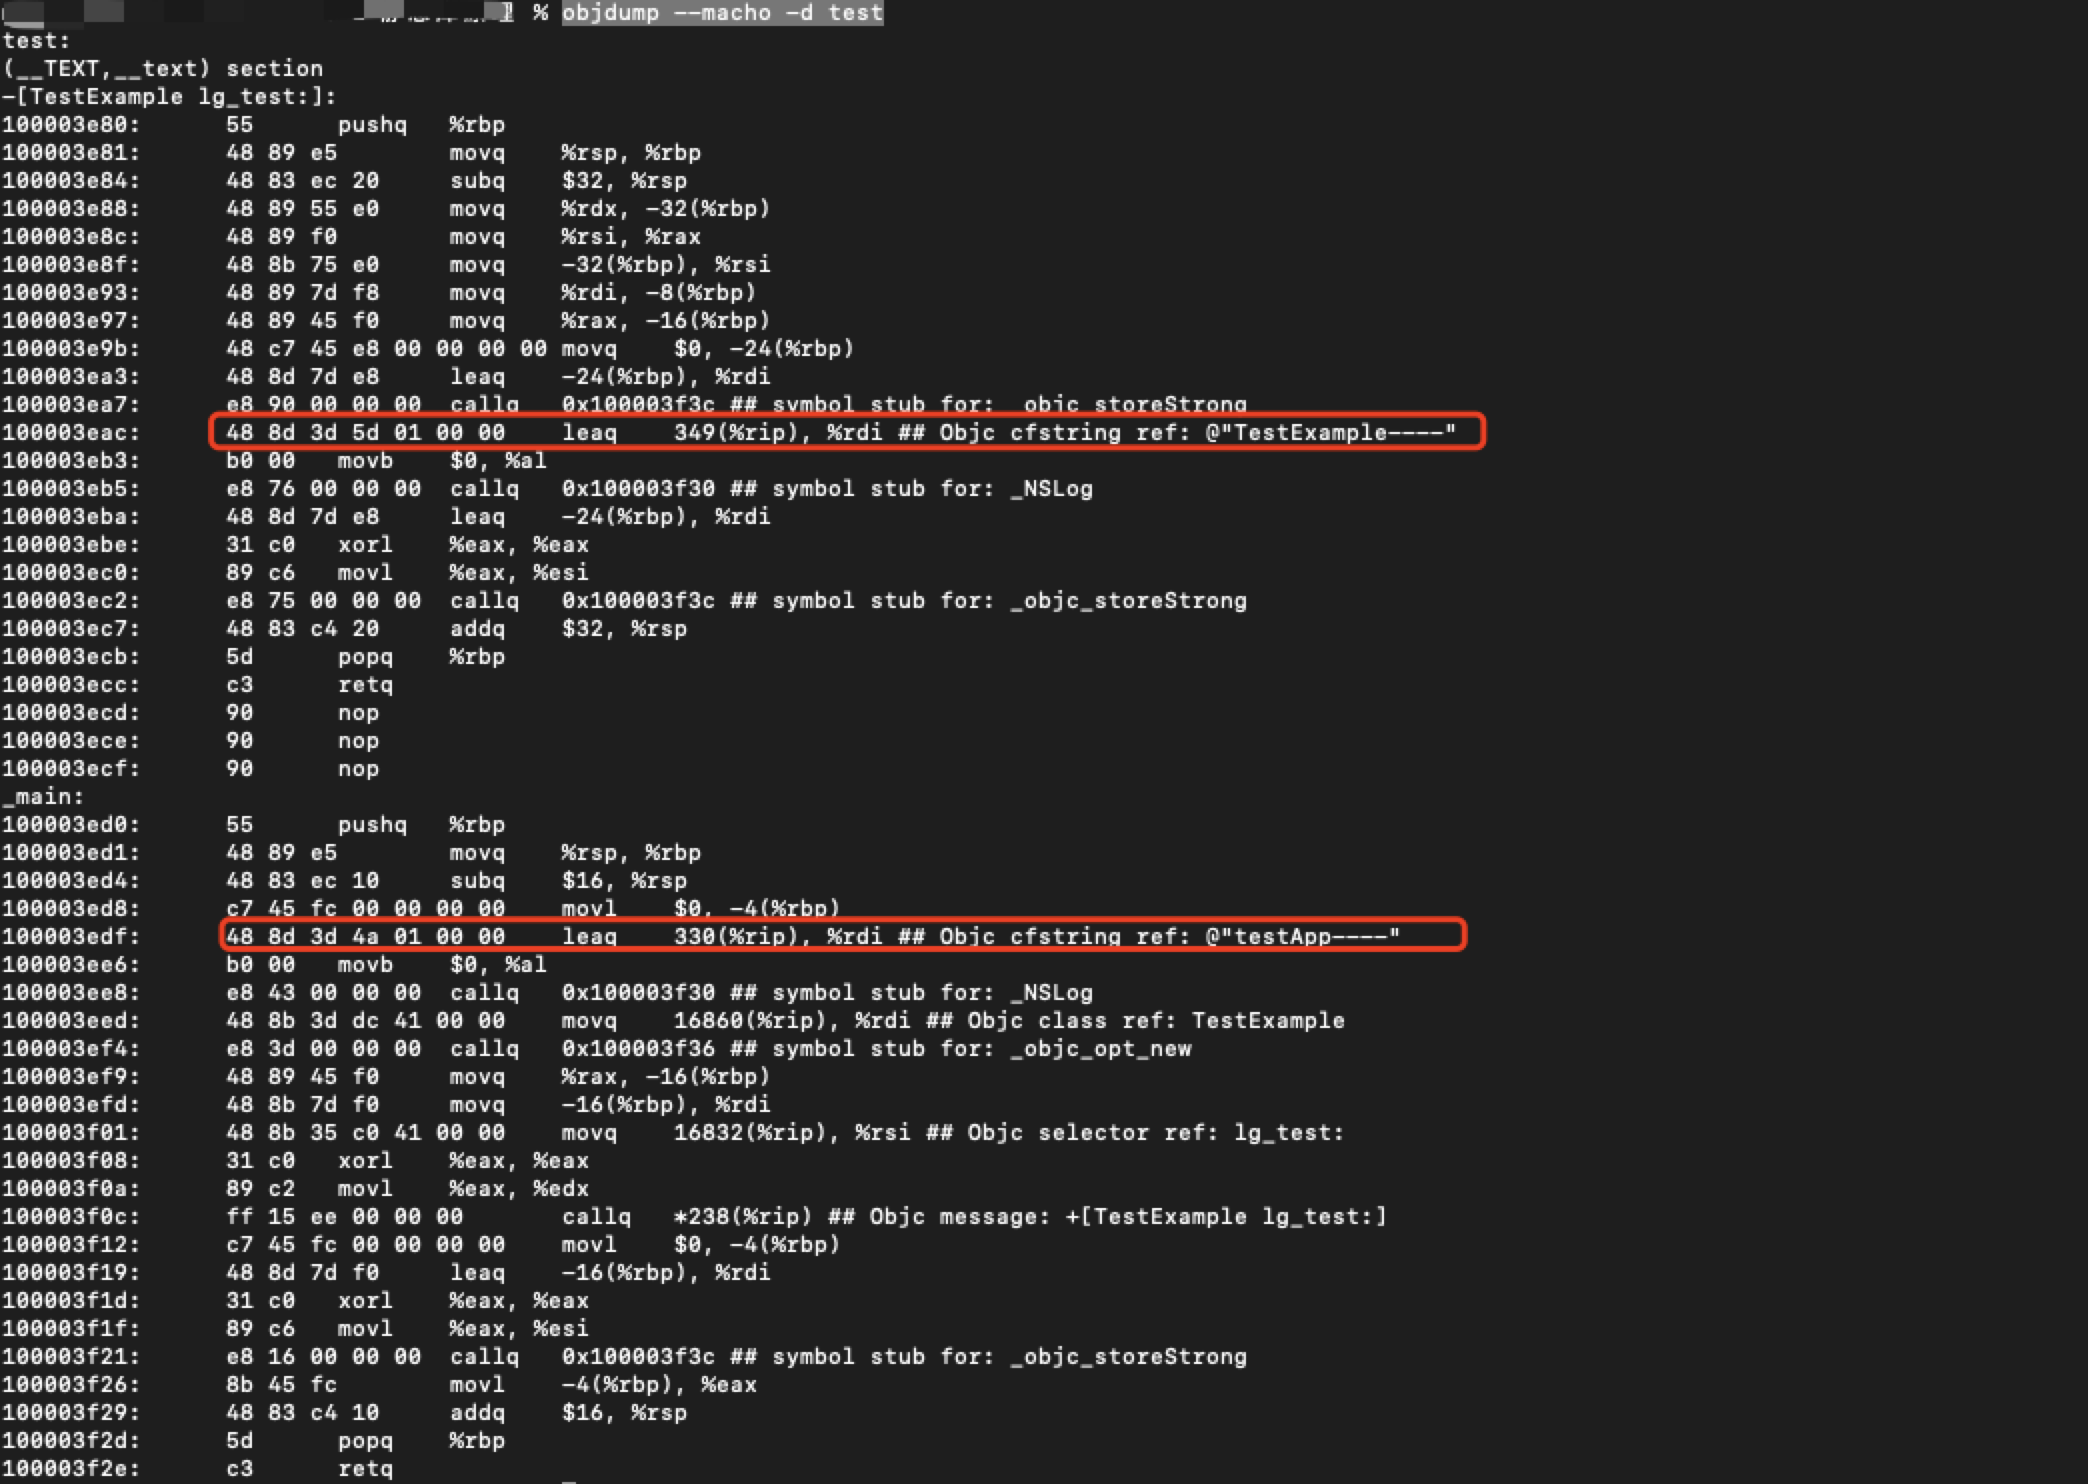 % objdump --macho -d test
test:
(__TEXT,__text) section
-[TestExample lg_test:]:
100003e80: 55 pushq %rbp
100003e81: 48 89 e5 movq %rsp, %rbp
100003e84: 48 83 ec 20 subq $32, %rsp
100003e88: 48 89 55 e0 movq %rdx, -32(%rbp)
100003e8c: 48 89 f0 movq %rsi, %rax
100003e8f: 48 8b 75 e0 movq -32(%rbp), %rsi
100003e93: 48 89 7d f8 movq %rdi, -8(%rbp)
100003e97: 48 89 45 f0 movq %rax, -16(%rbp)
100003e9b: 48 c7 45 e8 00 00 00 00 movq $0, -24(%rbp)
100003ea3: 48 8d 7d e8 leaq -24(%rbp), %rdi
100003ea7: e8 90 00 00 00 callq 0x100003f3c ## symbol stub for: _objc_storeStrong
100003eac: 48 8d 3d 5d 01 00 00 leaq 349(%rip), %rdi ## Objc cfstring ref: @"TestExample----"
100003eb3: b0 00 movb $0, %al
100003eb5: e8 76 00 00 00 callq 0x100003f30 ## symbol stub for: _NSLog
100003eba: 48 8d 7d e8 leaq -24(%rbp), %rdi
100003ebe: 31 c0 xorl %eax, %eax
100003ec0: 89 c6 movl %eax, %esi
100003ec2: e8 75 00 00 00 callq 0x100003f3c ## symbol stub for: _objc_storeStrong
100003ec7: 48 83 c4 20 addq $32, %rsp
100003ecb: 5d popq %rbp
100003ecc: c3 retq
100003ecd: 90 nop
100003ece: 90 nop
100003ecf: 90 nop
_main:
100003ed0: 55 pushq %rbp
100003ed1: 48 89 e5 movq %rsp, %rbp
100003ed4: 48 83 ec 10 subq $16, %rsp
100003ed8: c7 45 fc 00 00 00 00 movl $0, -4(%rbp)
100003edf: 48 8d 3d 4a 01 00 00 leaq 330(%rip), %rdi ## Objc cfstring ref: @"testApp----"
100003ee6: b0 00 movb $0, %al
100003ee8: e8 43 00 00 00 callq 0x100003f30 ## symbol stub for: _NSLog
100003eed: 48 8b 3d dc 41 00 00 movq 16860(%rip), %rdi ## Objc class ref: TestExample
100003ef4: e8 3d 00 00 00 callq 0x100003f36 ## symbol stub for: _objc_opt_new
100003ef9: 48 89 45 f0 movq %rax, -16(%rbp)
100003efd: 48 8b 7d f0 movq -16(%rbp), %rdi
100003f01: 48 8b 35 c0 41 00 00 movq 16832(%rip), %rsi ## Objc selector ref: lg_test:
100003f08: 31 c0 xorl %eax, %eax
100003f0a: 89 c2 movl %eax, %edx
100003f0c: ff 15 ee 00 00 00 callq *238(%rip) ## Objc message: +[TestExample lg_test:]
100003f12: c7 45 fc 00 00 00 00 movl $0, -4(%rbp)
100003f19: 48 8d 7d f0 leaq -16(%rbp), %rdi
100003f1d: 31 c0 xorl %eax, %eax
100003f1f: 89 c6 movl %eax, %esi
100003f21: e8 16 00 00 00 callq 0x100003f3c ## symbol stub for: _objc_storeStrong
100003f26: 8b 45 fc movl -4(%rbp), %eax
100003f29: 48 83 c4 10 addq $16, %rsp
100003f2d: 5d popq %rbp
100003f2e: c3 retq